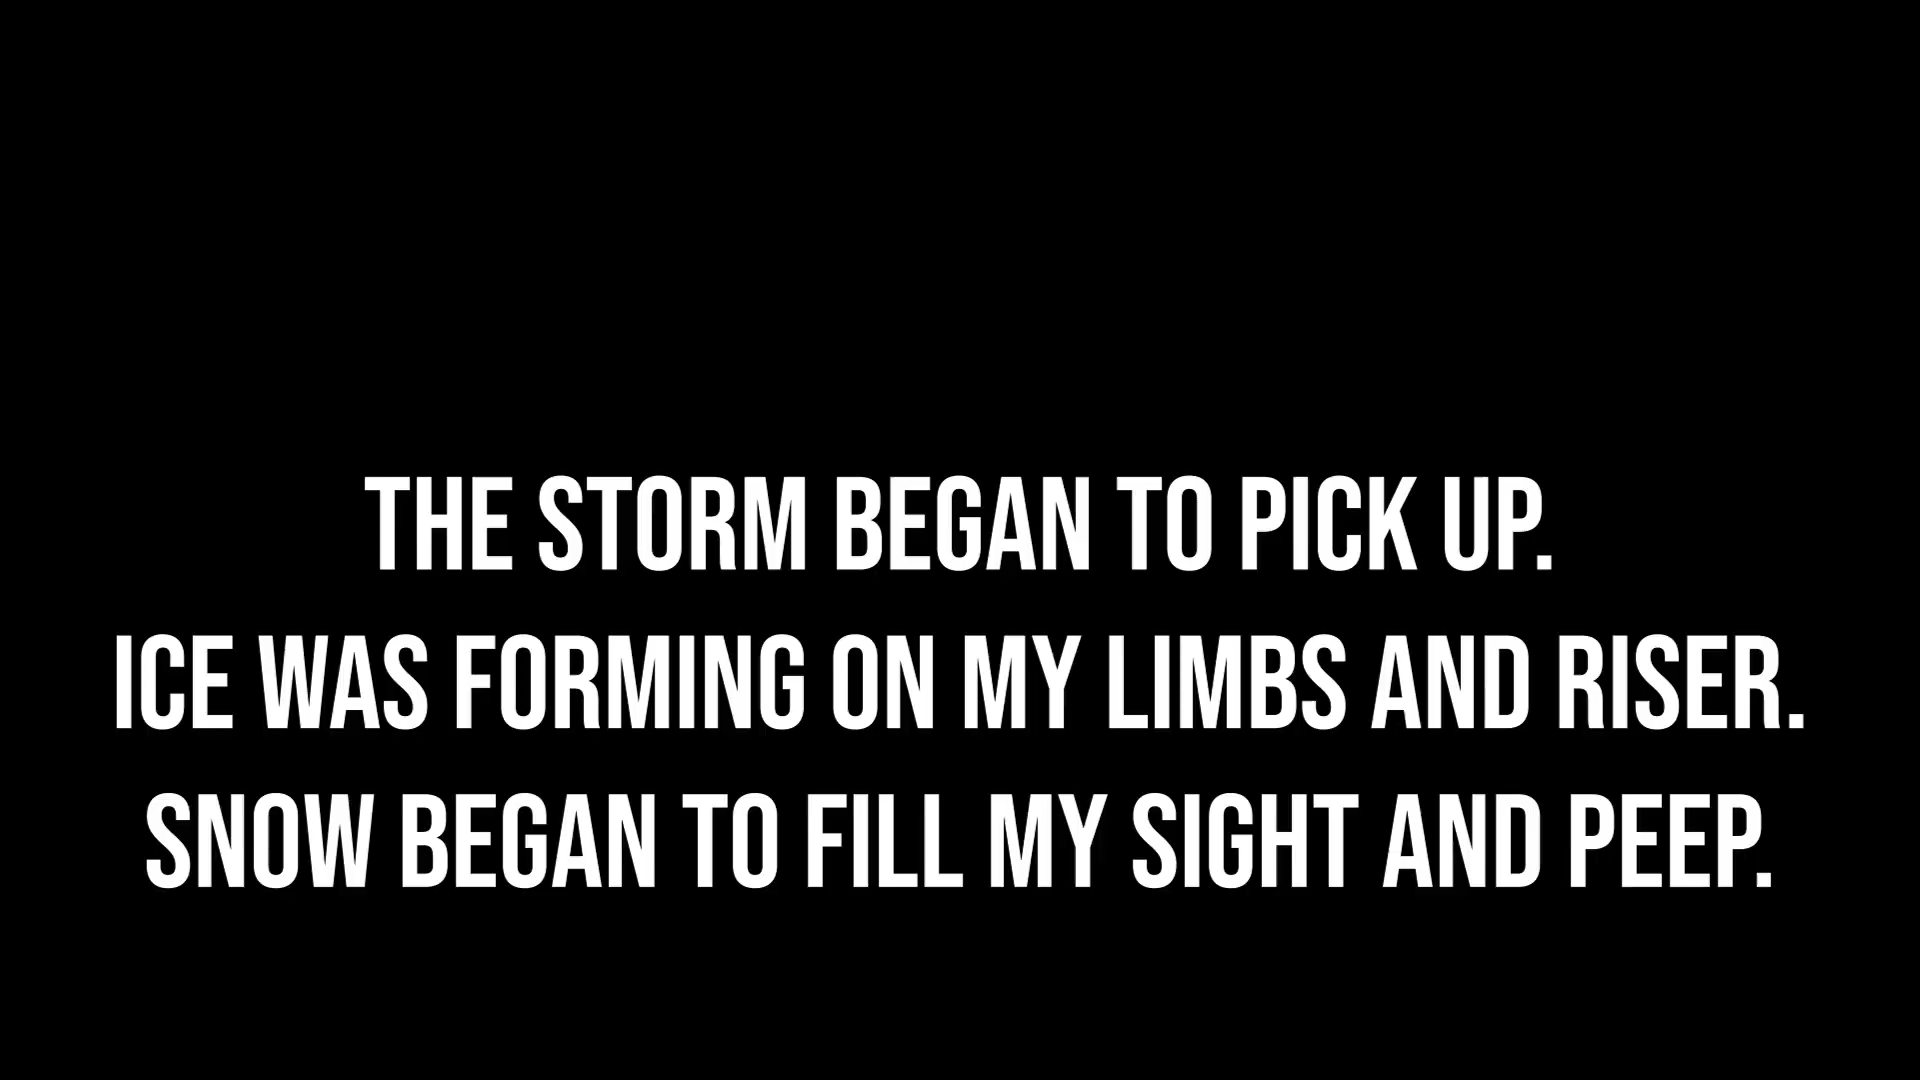 THE STORM BEGAN TO PICK UP.
ICE WAS FORMING ON MY LIMBS AND RISER.
SNOW BEGAN TO FILL MY SIGHT AND PEEP.